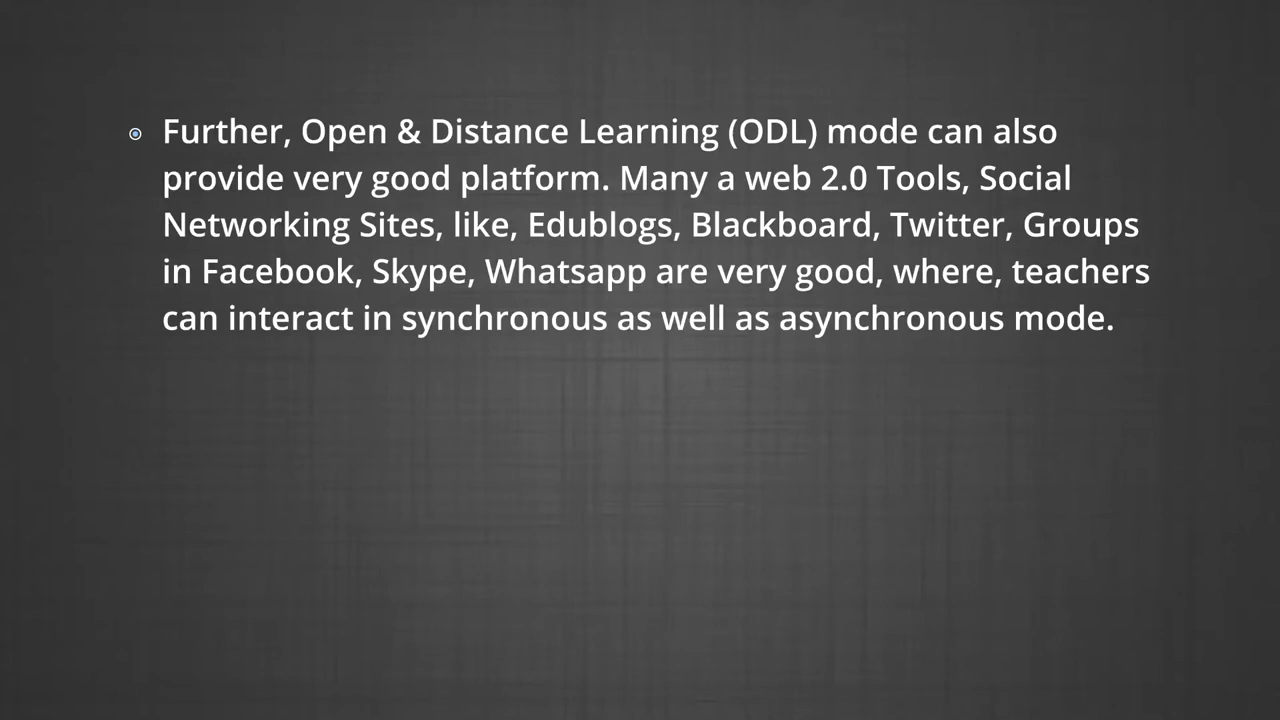 Further, Open & Distance Learning (ODL) mode can also
provide very good platform. Many a web 2.0 Tools, Social
Networking Sites, like, Edublogs, Blackboard, Twitter, Groups
in Facebook, Skype, Whatsapp are very good, where, teachers
can interact in synchronous as well as asynchronous mode.